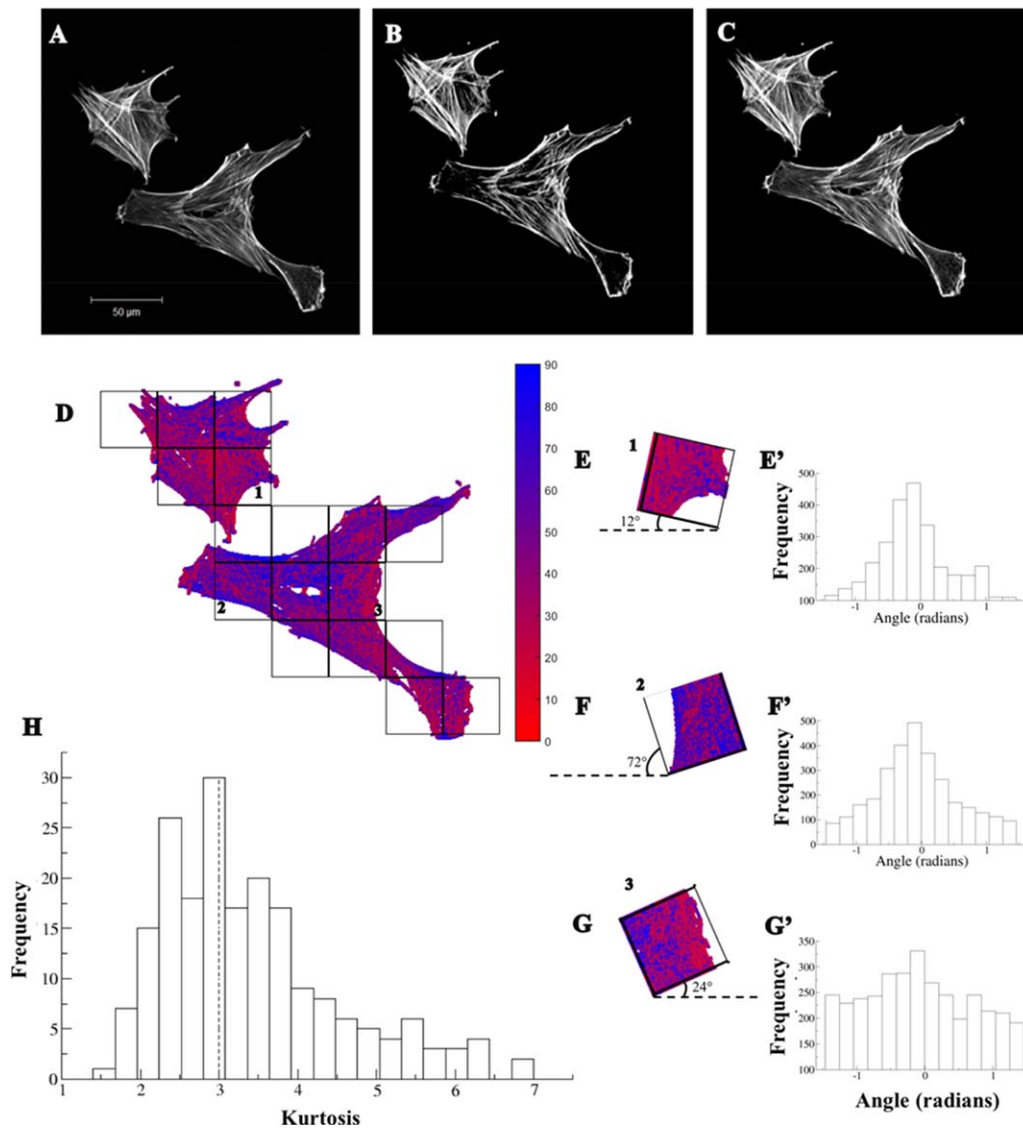 A
B
C
50 µm
D
1
2
3
90
80
70
60
50
40
30
20
10
0
E
1
12°
E’
Frequency
500
400
300
200
100
-1
0
1
Angle (radians)
F
2
72°
F’
Frequency
500
400
300
200
100
0
-1
0
1
Angle (radians)
G
3
24°
G’
Frequency
350
300
250
200
150
100
-1
0
1
Angle (radians)
H
Frequency
30
25
20
15
10
5
0
1
2
3
4
5
6
7
Kurtosis